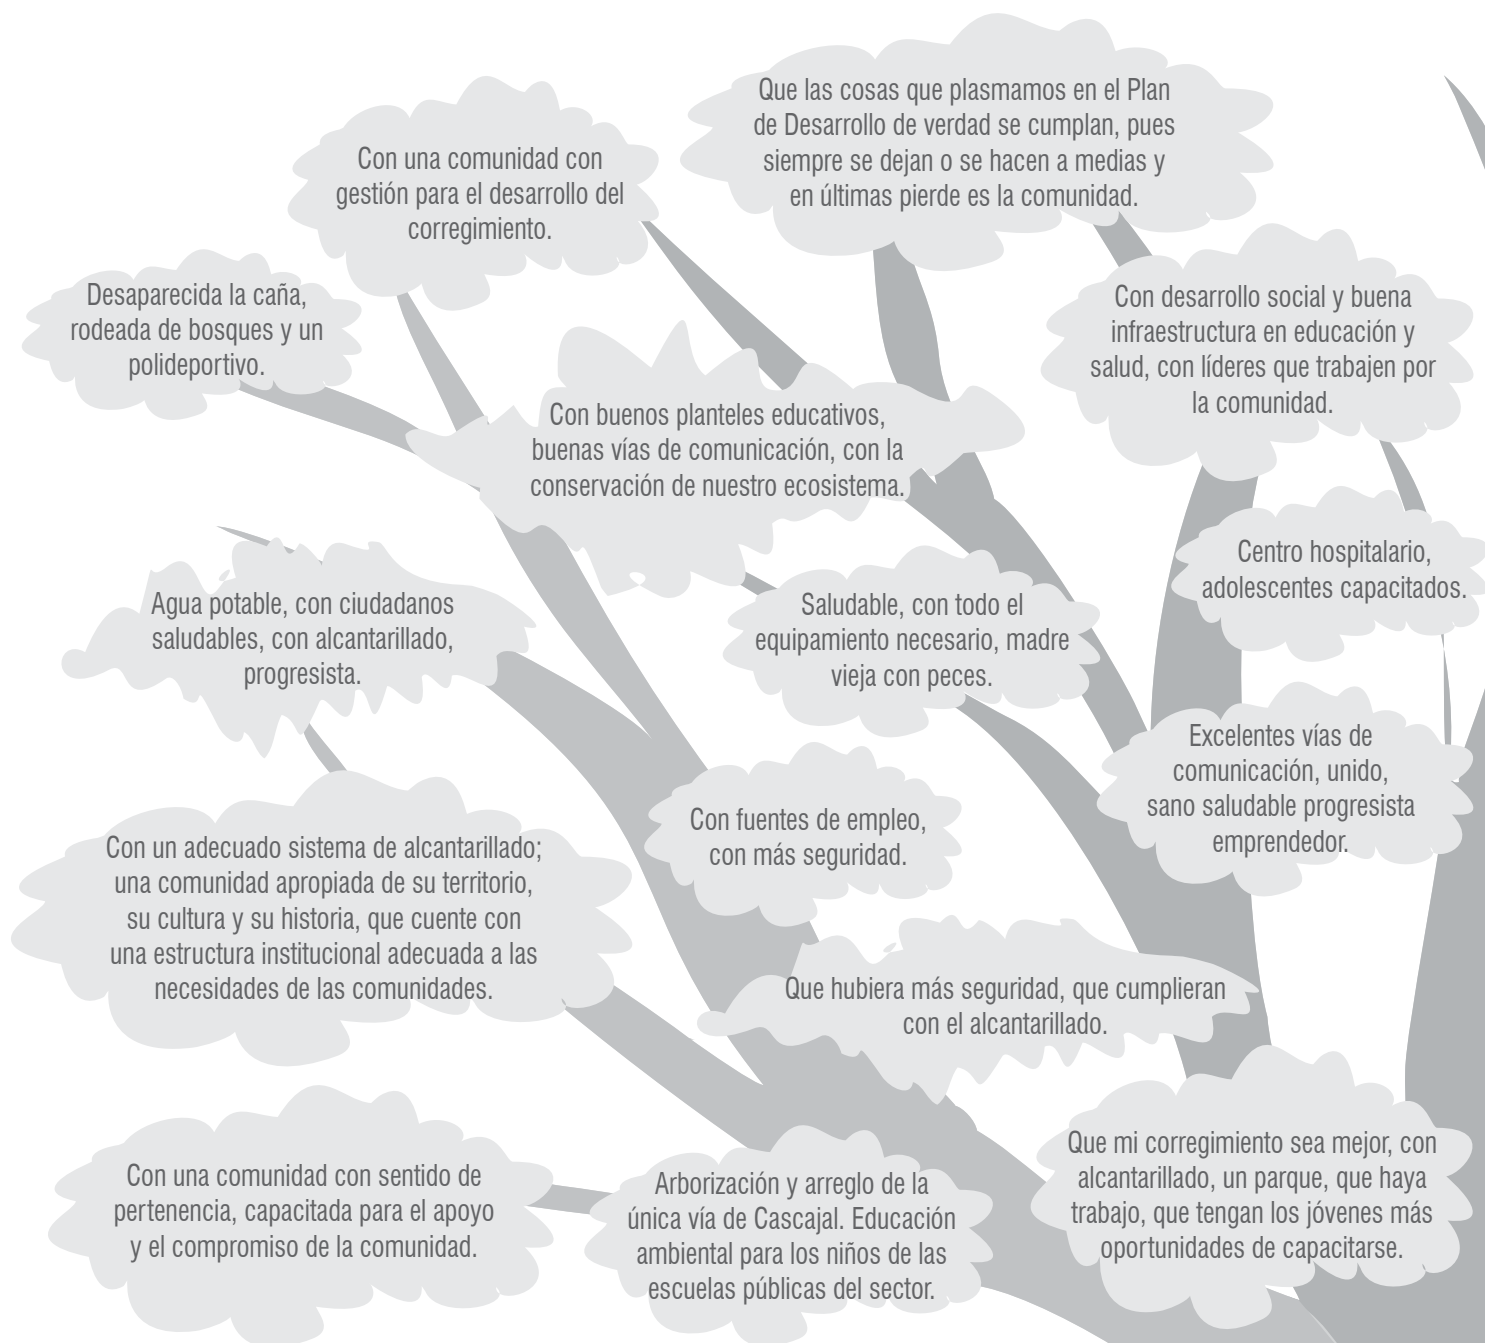 Que las cosas que plasmamos en el Plan
de Desarrollo de verdad se cumplan, pues
siempre se dejan o se hacen a medias y
en últimas pierde es la comunidad.
Con una comunidad con
gestión para el desarrollo del
corregimiento.
Desaparecida la caña,
rodeada de bosques y un
polideportivo.
Con desarrollo social y buena
infraestructura en educación y
salud, con líderes que trabajen por
la comunidad.
Con buenos planteles educativos,
buenas vías de comunicación, con la
conservación de nuestro ecosistema.
Centro hospitalario,
adolescentes capacitados.
Agua potable, con ciudadanos
saludables, con alcantarillado,
progresista.
Saludable, con todo el
equipamiento necesario, madre
vieja con peces.
Excelentes vías de
comunicación, unido,
sano saludable progresista
emprendedor.
Con fuentes de empleo,
con más seguridad.
Con un adecuado sistema de alcantarillado;
una comunidad apropiada de su territorio,
su cultura y su historia, que cuente con
una estructura institucional adecuada a las
necesidades de las comunidades.
Que hubiera más seguridad, que cumplieran
con el alcantarillado.
Con una comunidad con sentido de
pertenencia, capacitada para el apoyo
y el compromiso de la comunidad.
Arborización y arreglo de la
única vía de Cascajal. Educación
ambiental para los niños de las
escuelas públicas del sector.
Que mi corregimiento sea mejor, con
alcantarillado, un parque, que haya
trabajo, que tengan los jóvenes más
oportunidades de capacitarse.